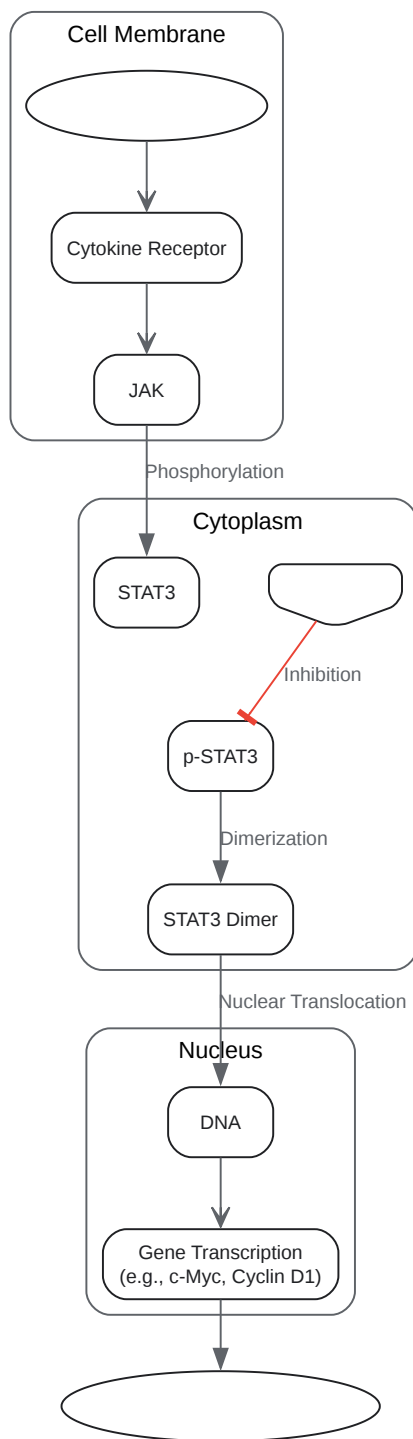 Cell Membrane
Cytokine Receptor
JAK
Phosphorylation
Cytoplasm
STAT3
Inhibition
p-STAT3
Dimerization
STAT3 Dimer
Nuclear Translocation
Nucleus
DNA
Gene Transcription
(e.g., c-Myc, Cyclin D1)